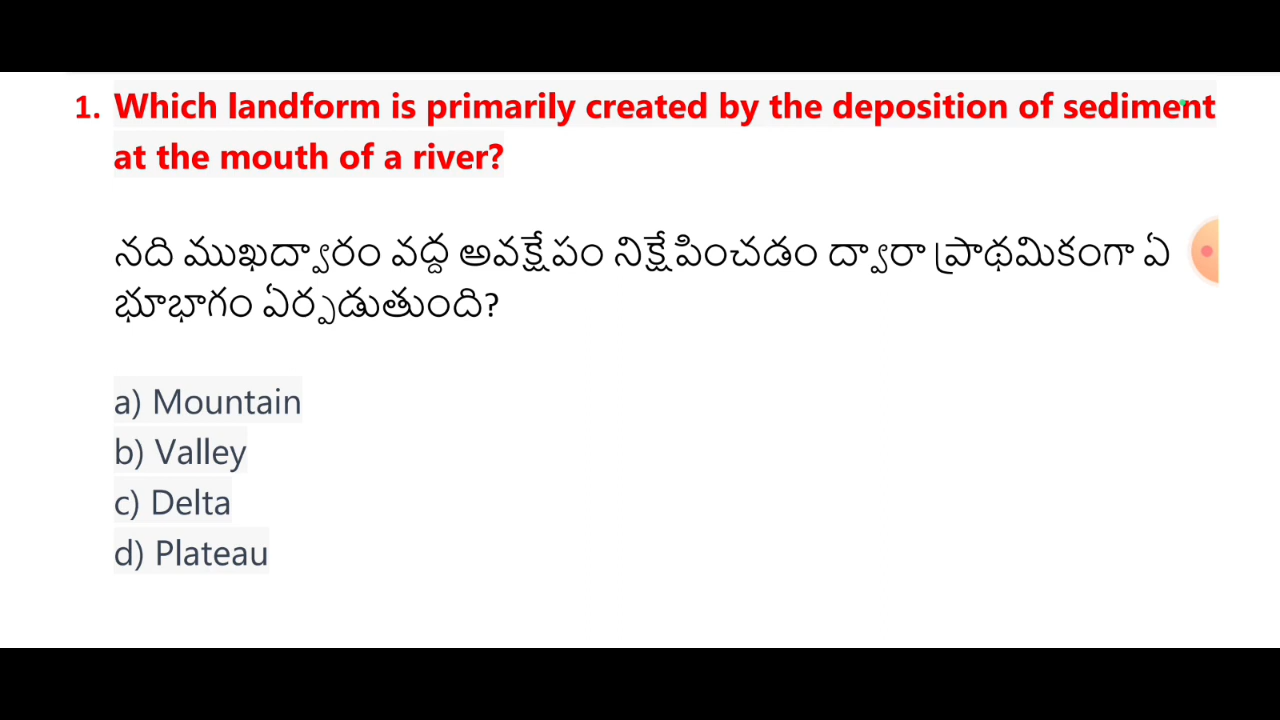 1. Which landform is primarily created by the deposition of sediment
at the mouth of a river?
నది ముఖద్వారం వద్ద అవక్షేపం నిక్షేపించడం ద్వారా ప్రాథమికంగా ఏ
భూభాగం ఏర్పడుతుంది?
a) Mountain
b) Valley
c) Delta
d) Plateau